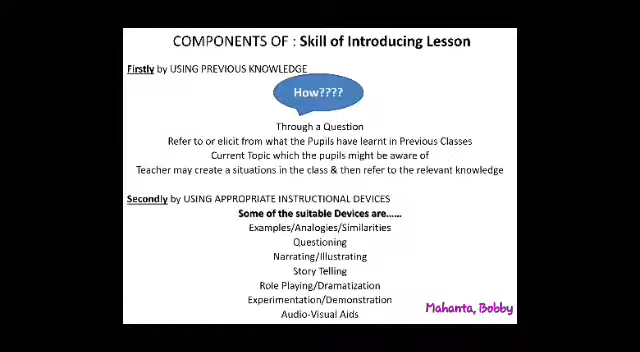 COMPONENTS OF : Skill of Introducing Lesson
Firstly by USING PREVIOUS KNOWLEDGE
How????
Through a Question
Refer to or elicit from what the Pupils have learnt in Previous Classes
Current Topic which the pupils might be aware of
Teacher may create a situations in the class & then refer to the relevant knowledge
Secondly by USING APPROPRIATE INSTRUCTIONAL DEVICES
Some of the suitable Devices are......
Examples/Analogies/Similarities
Questioning
Narrating/Illustrating
Story Telling
Role Playing/Dramatization
Experimentation/Demonstration
Audio-Visual Aids
Mahanta, Bobby